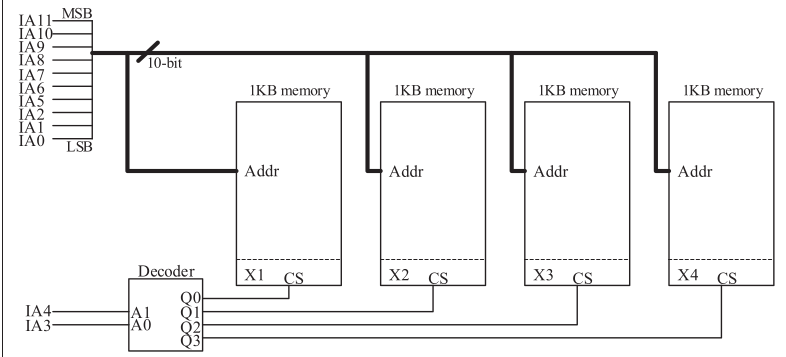 MSB
IA11
IA10
IA9
IA8
IA7
IA6
IA5
IA2
IA1
IA0
LSB
10-bit
1KB memory 1KB memory 1KB memory 1KB memory
Addr Addr Addr Addr
X1 CS X2 CS X3 CS X4 CS
Decoder
IA4 A1
IA3 A0
Q0
Q1
Q2
Q3